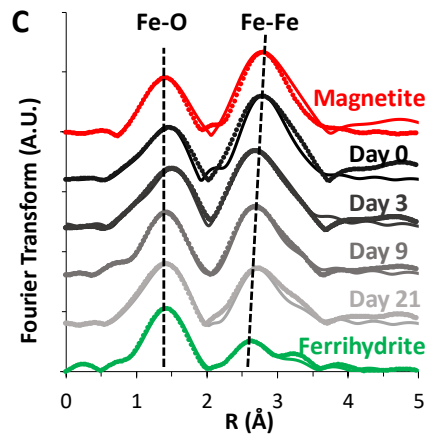 C
Fe-O Fe-Fe
Magnetite
Day 0
Day 3
Day 9
Day 21
Ferrihydrite
Fourier Transform (A.U.)
0 1 2 3 4 5
R (Å)